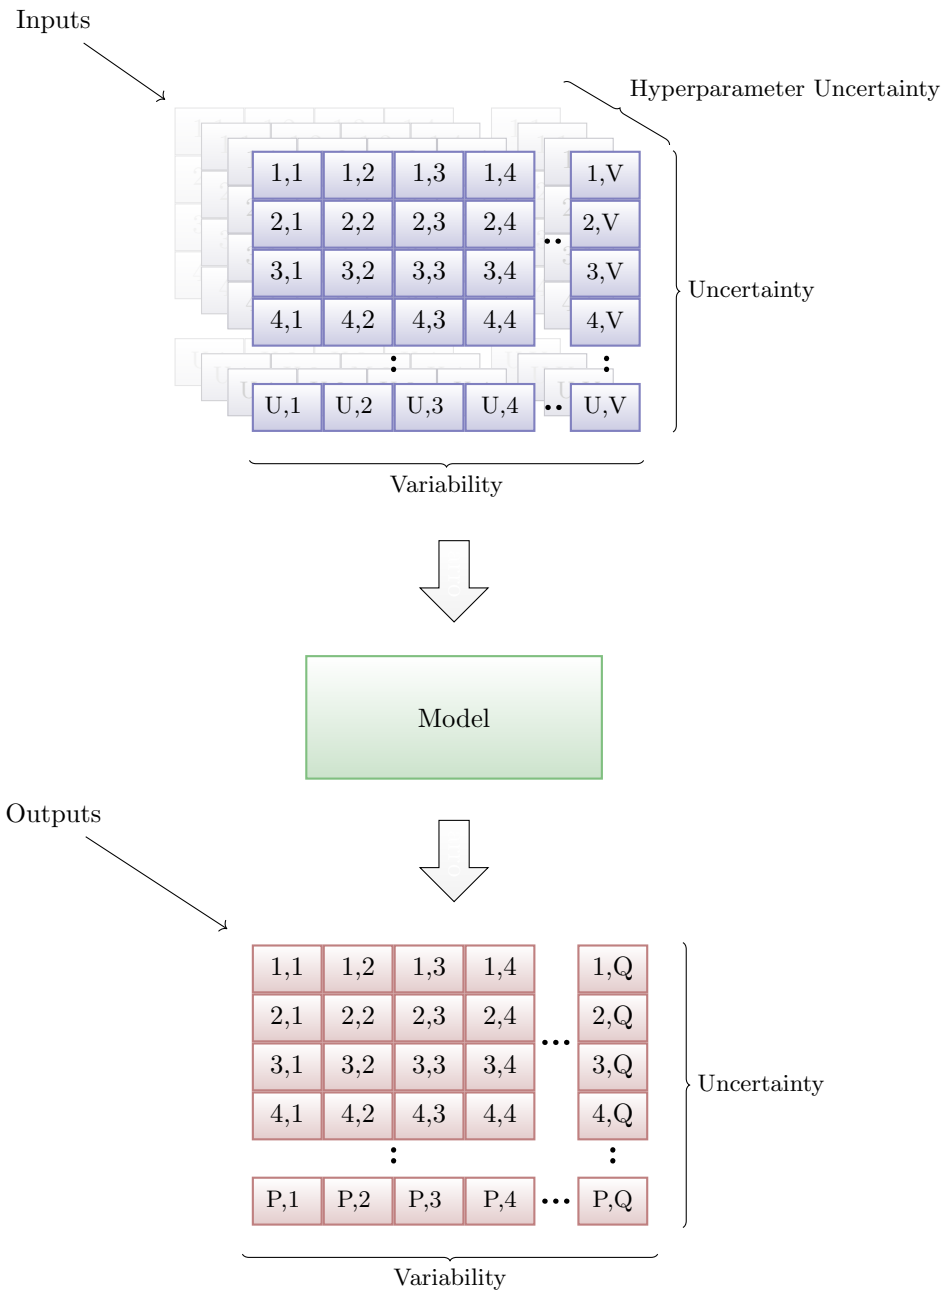 Inputs
Hyperparameter Uncertainty
1,1 1,2 1,3 1,4 1,V
2,1 2,2 2,3 2,4 .. 2,V
3,1 3,2 3,3 3,4 3,V
Uncertainty
4,1 4,2 4,3 4,4 4,V
: :
U,1 U,2 U,3 U,4 .. U,V
Variability
Model
Outputs
1,1 1,2 1,3 1,4 1,Q
2,1 2,2 2,3 2,4 ... 2,Q
3,1 3,2 3,3 3,4 3,Q
Uncertainty
4,1 4,2 4,3 4,4 4,Q
: :
P,1 P,2 P,3 P,4 ... P,Q
Variability